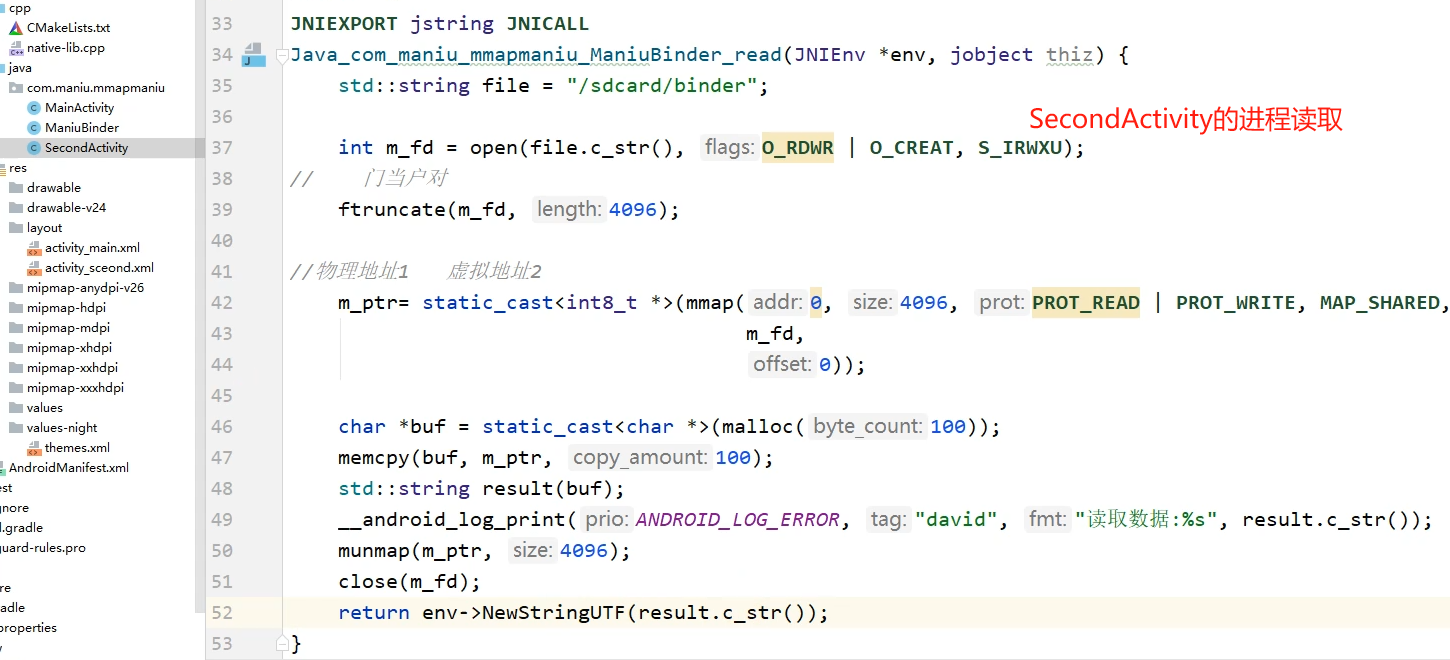 cpp
CMakeLists.txt
native-lib.cpp
java
com.maniu.mmapmaniu
MainActivity
ManiuBinder
SecondActivity
res
drawable
drawable-v24
layout
activity_main.xml
activity_sceond.xml
mipmap-anydpi-v26
mipmap-hdpi
mipmap-mdpi
mipmap-xhdpi
mipmap-xxhdpi
mipmap-xxxhdpi
values
values-night
themes.xml
AndroidManifest.xml
est
gnore
l.gradle
guard-rules.pro
re
adle
properties
33 JNIEXPORT jstring JNICALL
34 Java_com_maniu_mmapmaniu_ManiuBinder_read(JNIEnv *env, jobject thiz) {
35 std::string file = "/sdcard/binder";
36
SecondActivity的进程读取
37 int m_fd = open(file.c_str(), flags: O_RDWR | O_CREAT, S_IRWXU);
38 // 门当户对
39 ftruncate(m_fd, length: 4096);
40
41 //物理地址1 虚拟地址2
42 m_ptr= static_cast<int8_t *>(mmap( addr: 0, size: 4096, prot: PROT_READ | PROT_WRITE, MAP_SHARED,
43 m_fd,
44 offset: 0));
45
46 char *buf = static_cast<char *>(malloc( byte_count: 100));
47 memcpy(buf, m_ptr, copy_amount: 100);
48 std::string result(buf);
49 __android_log_print( prio: ANDROID_LOG_ERROR, tag: "david", fmt: "读取数据:%s", result.c_str());
50 munmap(m_ptr, size: 4096);
51 close(m_fd);
52 return env->NewStringUTF(result.c_str());
53 }